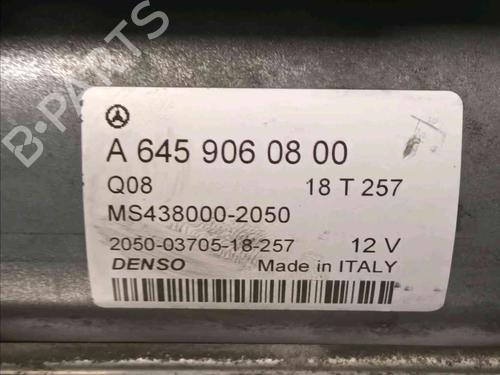 B-PARTS
A 645 906 08 00
Q08 18 T 257
MS438000-2050
2050-03705-18-257 12 V
DENSO Made in ITALY